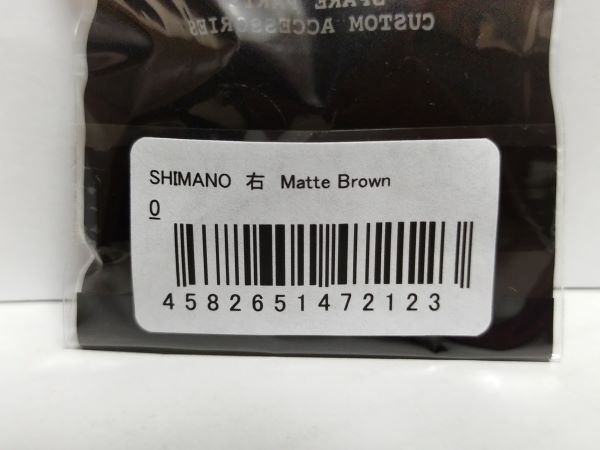 CUSTOM ACCESSORIES
SHIMANO 右 Matte Brown
0
4582651472123